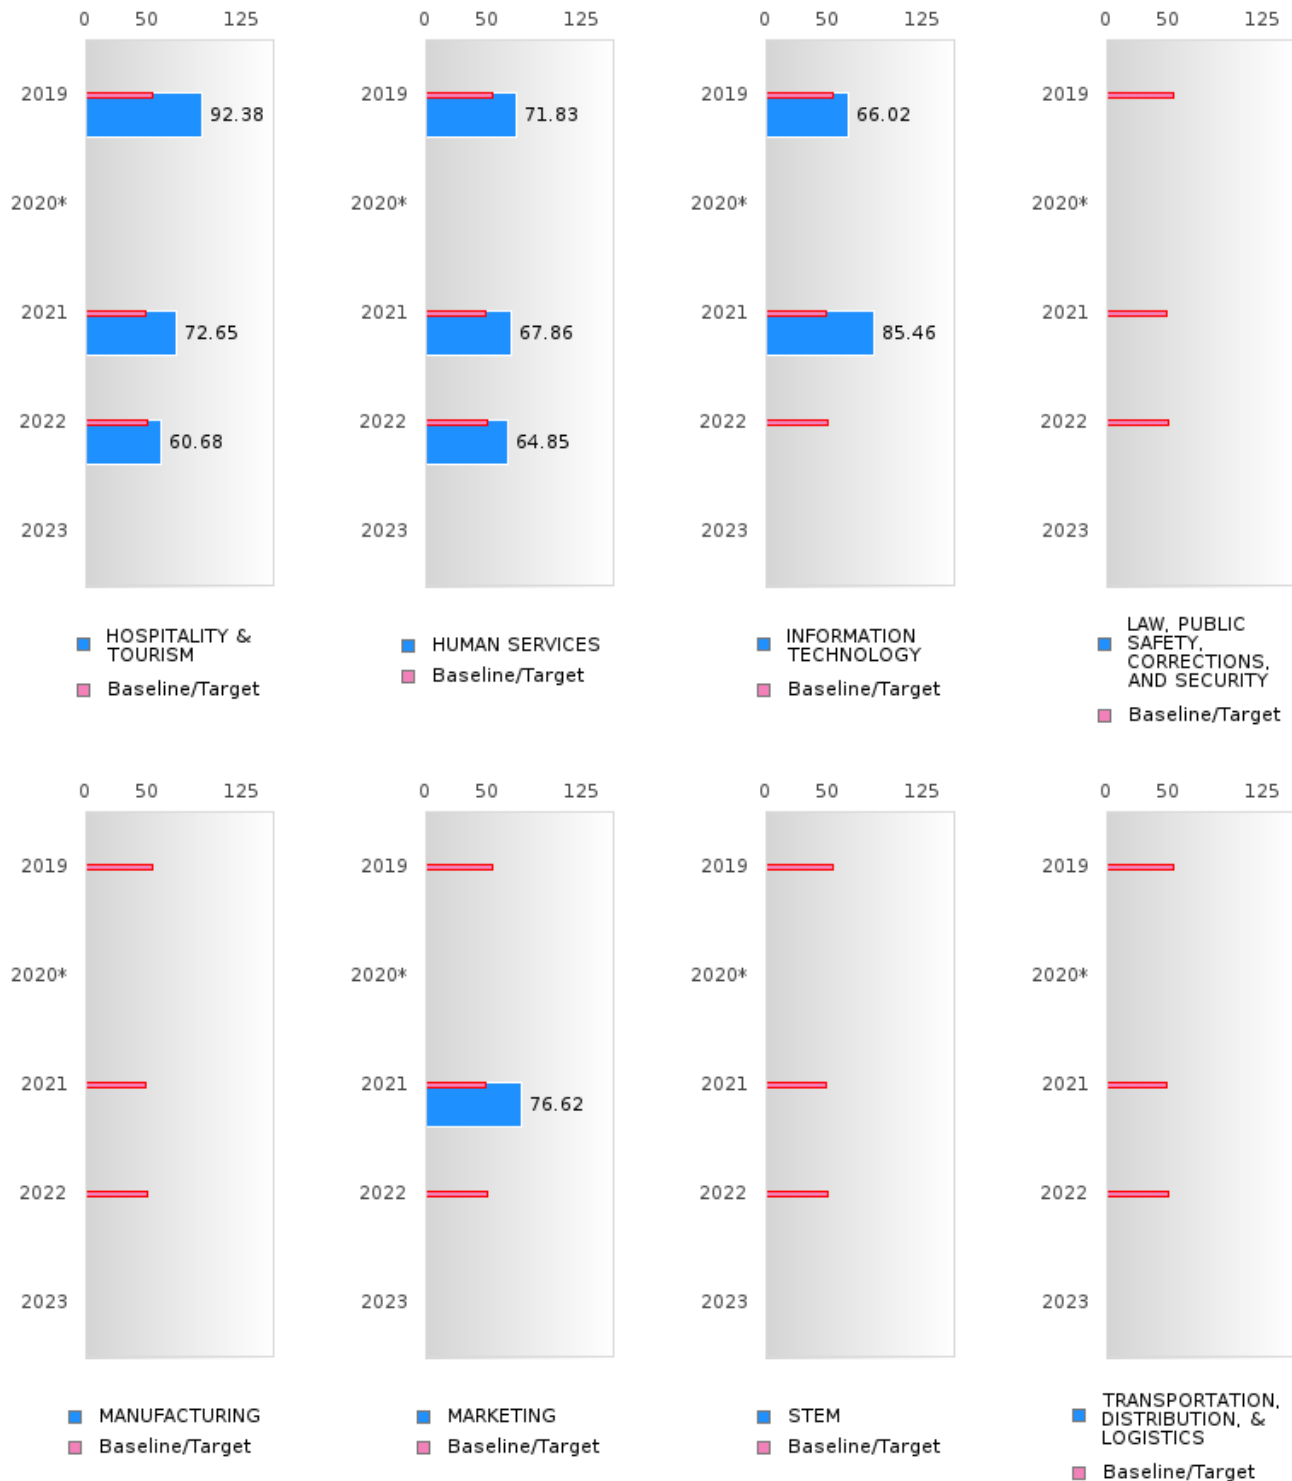 0 50 125
2019
92.38
2020*
2021
72.65
2022
60.68
2023
HOSPITALITY &
TOURISM
Baseline/Target
0 50 125
2019
71.83
2020*
2021
67.86
2022
64.85
2023
HUMAN SERVICES
Baseline/Target
0 50 125
2019
66.02
2020*
2021
85.46
2022
2023
INFORMATION
TECHNOLOGY
Baseline/Target
0 50 125
2019
2020*
2021
2022
2023
LAW, PUBLIC
SAFETY,
CORRECTIONS,
AND SECURITY
Baseline/Target
0 50 125
2019
2020*
2021
2022
2023
MANUFACTURING
Baseline/Target
0 50 125
2019
2020*
2021
76.62
2022
2023
MARKETING
Baseline/Target
0 50 125
2019
2020*
2021
2022
2023
STEM
Baseline/Target
0 50 125
2019
2020*
2021
2022
2023
TRANSPORTATION,
DISTRIBUTION, &
LOGISTICS
Baseline/Target